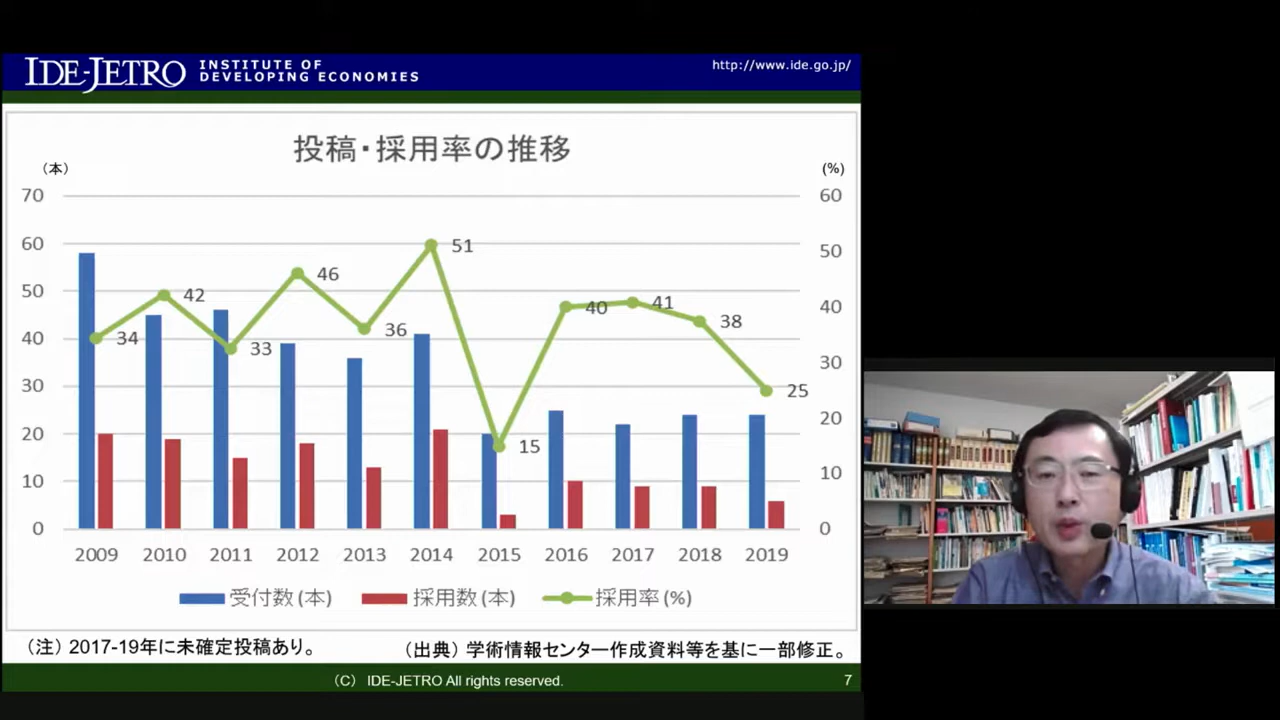 IDE-JETRO
INSTITUTE OF
DEVELOPING ECONOMIES
http://www.ide.go.jp/
投稿・採用率の推移
（本）
(%)
70
60
50
40
30
20
10
0
60
50
40
30
20
10
0
34
42
33
46
36
51
15
40
41
38
25
2009 2010 2011 2012 2013 2014 2015 2016 2017 2018 2019
受付数(本) 採用数(本) 採用率(%)
（注）2017-19年に未確定投稿あり。
（出典）学術情報センター作成資料等を基に一部修正。
（C） IDE-JETRO All rights reserved.
7